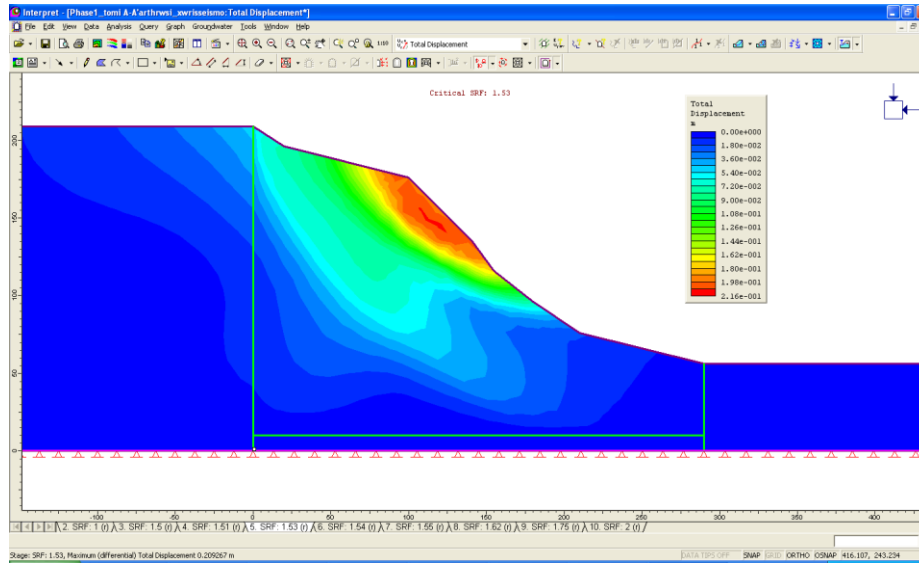 Interpret - [Phase1_tomi A-A'arthrwsi_xwrisseismo:Total Displacement*]
File Edit View Data Analysis Query Graph Groundwater Tools Window Help
Total Displacement
Critical SRF: 1.53
Total
Displacement
m
0.00e+000
1.80e-002
3.60e-002
5.40e-002
7.20e-002
9.00e-002
1.08e-001
1.26e-001
1.44e-001
1.62e-001
1.80e-001
1.98e-001
2.16e-001
200
150
100
50
0
-100 -50 0 50 100 150 200 250 300 350 400
2. SRF: 1 (r) 3. SRF: 1.5 (r) 4. SRF: 1.51 (r) 5. SRF: 1.53 (r) 6. SRF: 1.54 (r) 7. SRF: 1.55 (r) 8. SRF: 1.62 (r) 9. SRF: 1.75 (r) 10. SRF: 2 (r)
Stage: SRF: 1.53, Maximum (differential) Total Displacement 0.209267 m
DATA TIPS OFF SNAP GRID ORTHO OSNAP 416.107, 243.234